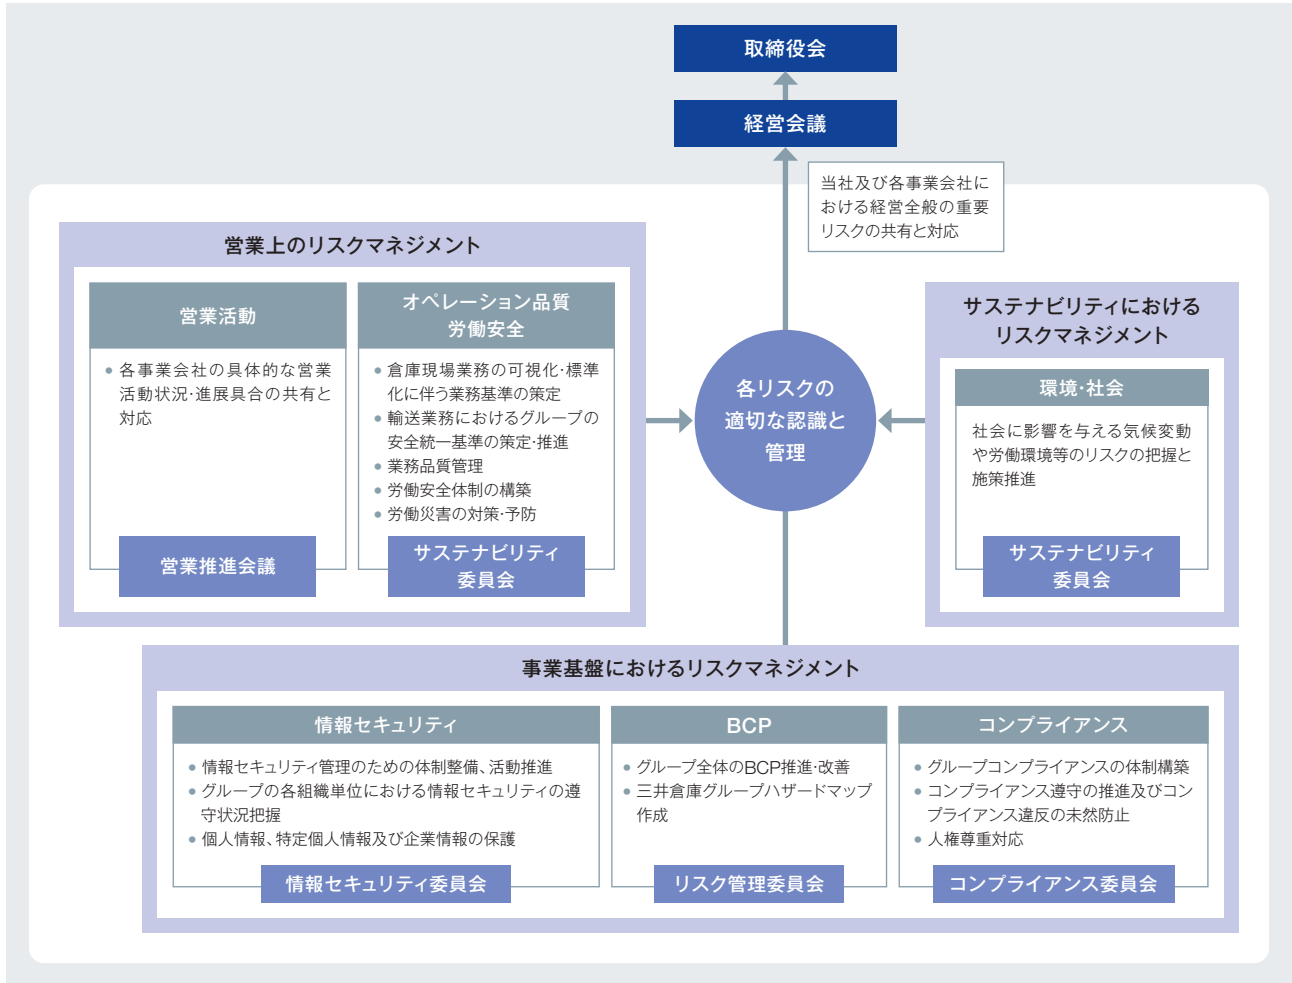 取締役会
経営会議
当社及び各事業会社に
おける経営全般の重要
リスクの共有と対応
営業上のリスクマネジメント
営業活動
• 各事業会社の具体的な営業
活動状況・進展具合の共有と
対応
営業推進会議
オペレーション品質
労働安全
• 倉庫現場業務の可視化・標準
化に伴う業務基準の策定
• 輸送業務におけるグループの
安全統一基準の策定・推進
• 業務品質管理
• 労働安全体制の構築
• 労働災害の対策・予防
サステナビリティ
委員会
各リスクの
適切な認識と
管理
サステナビリティにおける
リスクマネジメント
環境・社会
社会に影響を与える気候変動
や労働環境等のリスクの把握と
施策推進
サステナビリティ
委員会
事業基盤におけるリスクマネジメント
情報セキュリティ
• 情報セキュリティ管理のための体制整備、活動推進
• グループの各組織単位における情報セキュリティの遵
守状況把握
• 個人情報、特定個人情報及び企業情報の保護
情報セキュリティ委員会
BCP
• グループ全体のBCP推進・改善
• 三井倉庫グループハザードマップ
作成
リスク管理委員会
コンプライアンス
• グループコンプライアンスの体制構築
• コンプライアンス遵守の推進及びコン
プライアンス違反の未然防止
• 人権尊重対応
コンプライアンス委員会